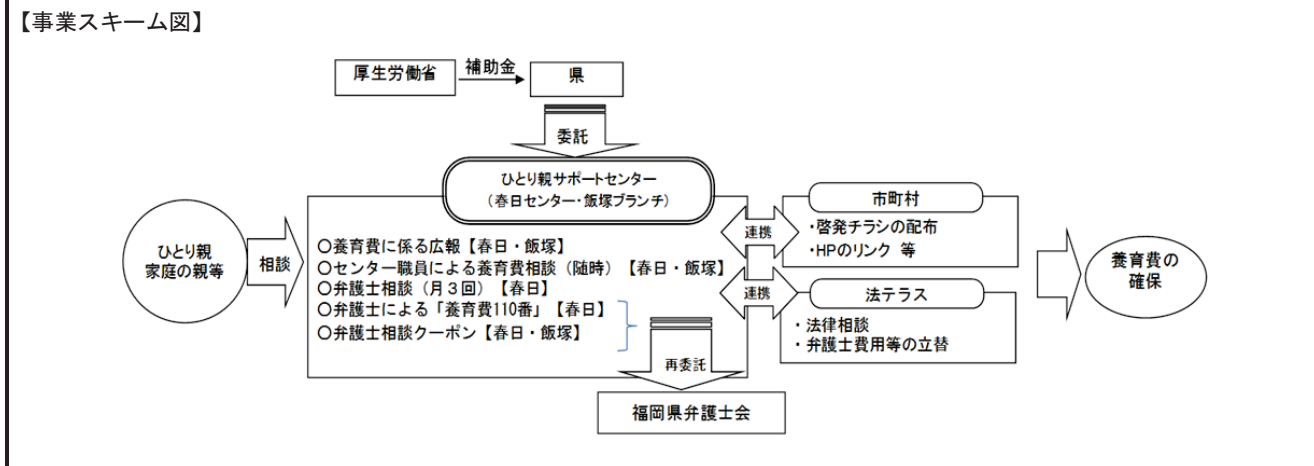 【事業スキーム図】
厚生労働省
補助金
県
委託
ひとり親サポートセンター
（春日センター・飯塚ブランチ）
ひとり親
家庭の親等
相談
〇養育費に係る広報【春日・飯塚】
〇センター職員による養育費相談（随時）【春日・飯塚】
〇弁護士相談（月３回）【春日】
〇弁護士による「養育費110番」【春日】
〇弁護士相談クーポン【春日・飯塚】
再委託
福岡県弁護士会
連携
市町村
・啓発チラシの配布
・HPのリンク 等
連携
法テラス
・法律相談
・弁護士費用等の立替
養育費の
確保